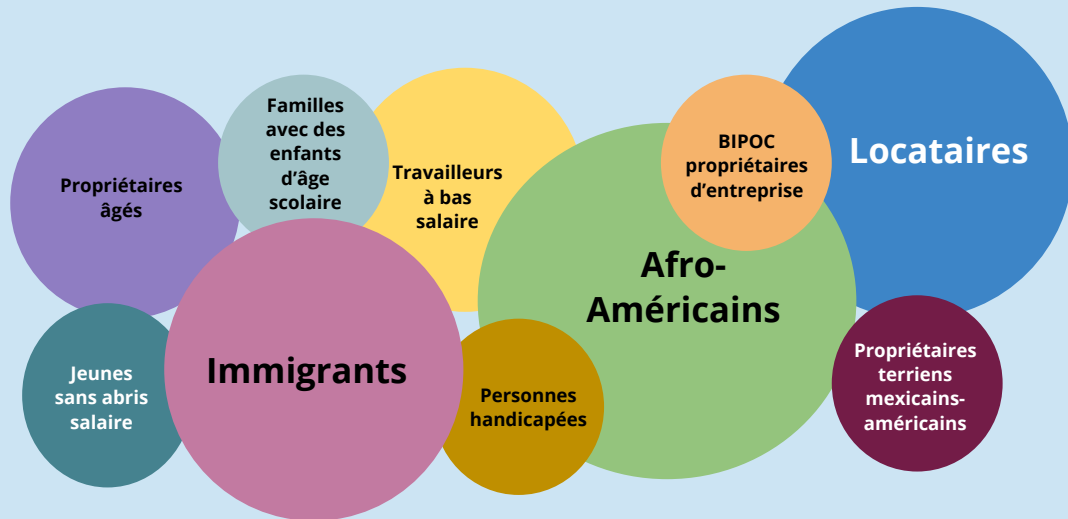 Propriétaires
âgés
Familles
avec des
enfants
d’âge
scolaire
Travailleurs
à bas
salaire
BIPOC
propriétaires
d’entreprise
Locataires
Afro-
Américains
Jeunes
sans abris
salaire
Immigrants
Personnes
handicapées
Propriétaires
terriens
mexicains-
américains